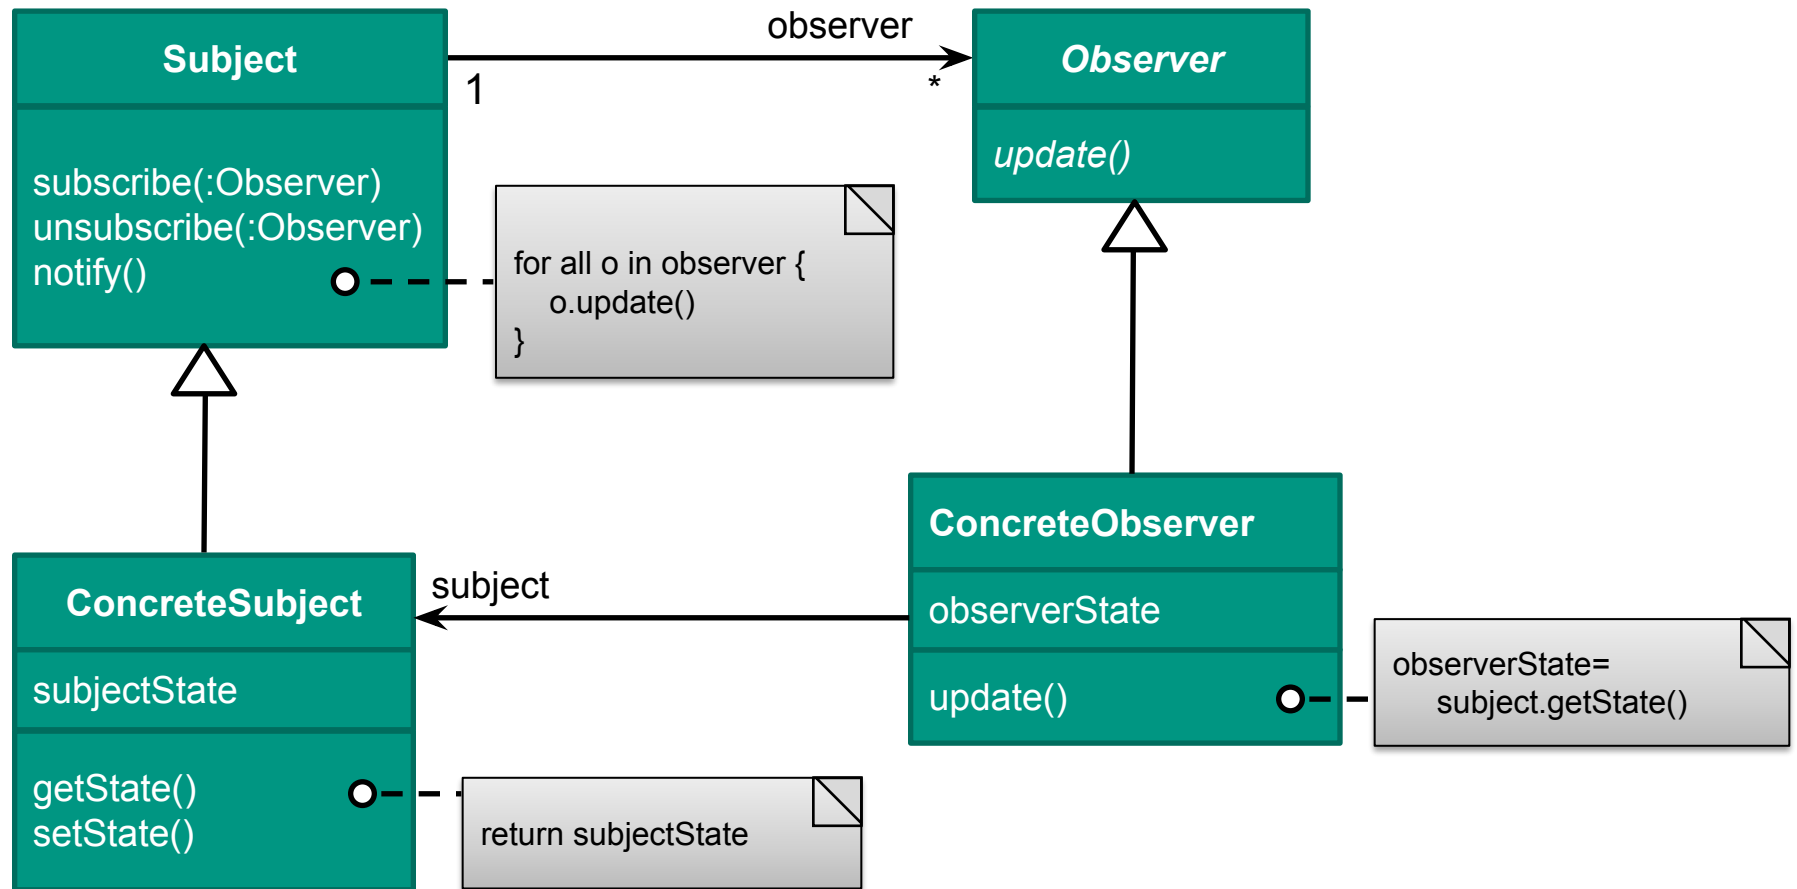 Subject
subscribe(:Observer)
unsubscribe(:Observer)
notify()
observer
1
*
Observer
update()
for all o in observer {
o.update()
}
ConcreteSubject
subjectState
getState()
setState()
subject
return subjectState
ConcreteObserver
observerState
update()
observerState=
subject.getState()